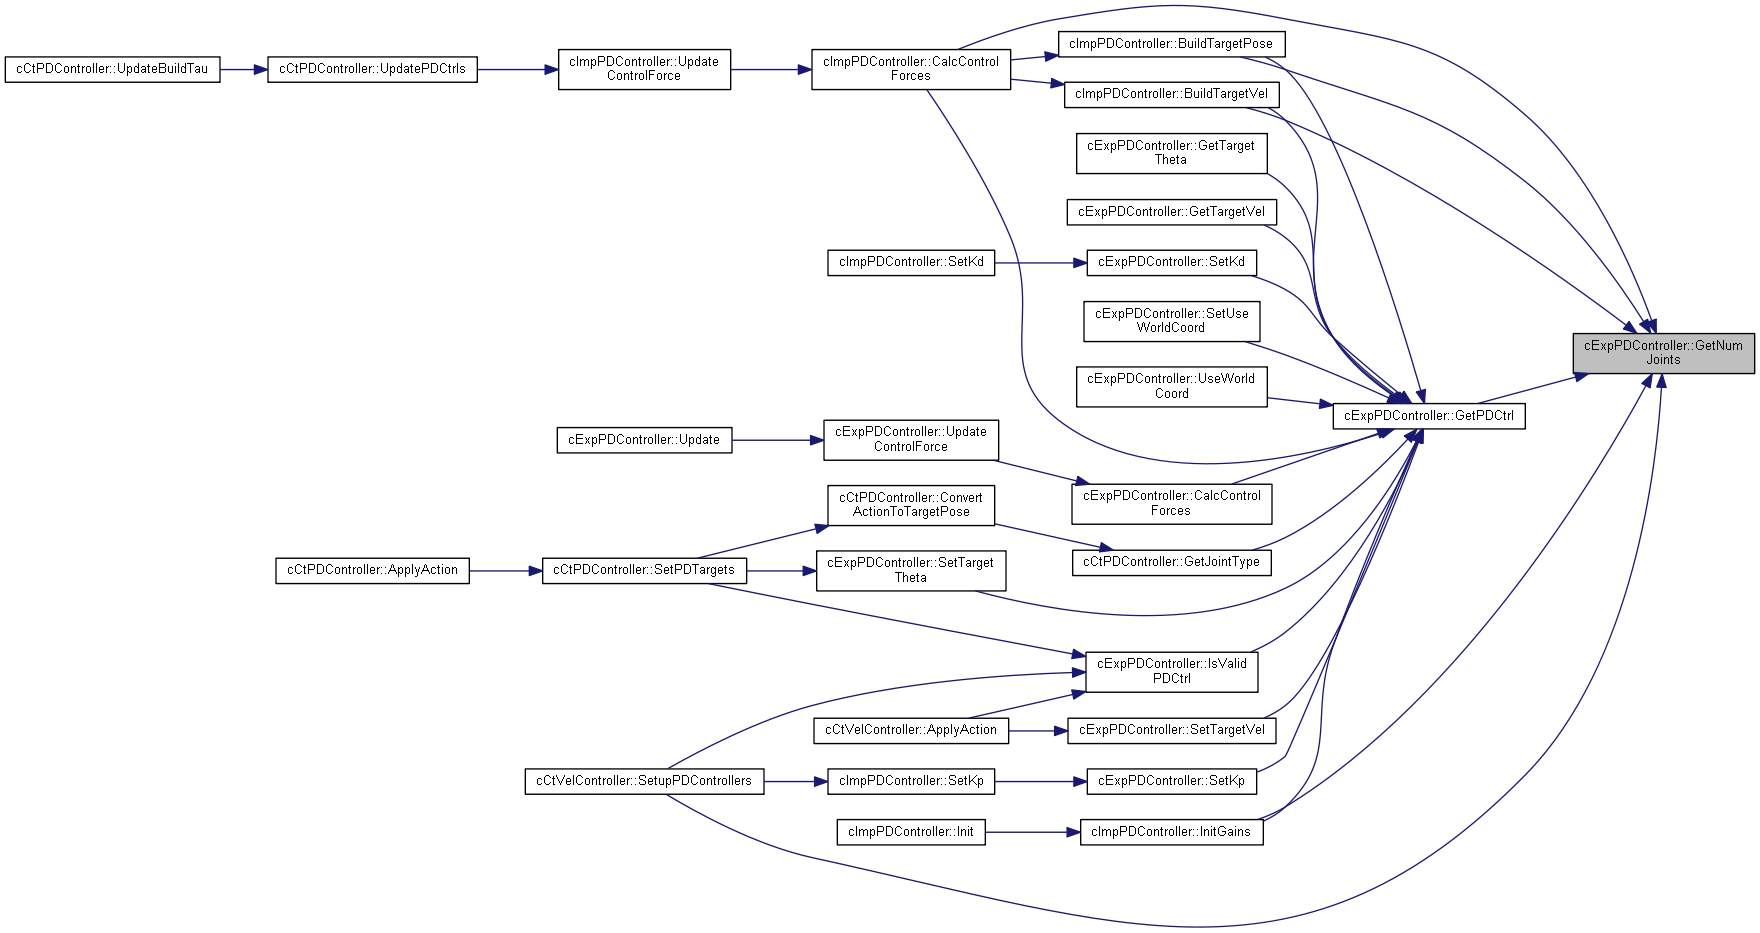 cCtPDController::UpdateBuildTau
cCtPDController::UpdatePDCtrls
cImpPDController::Update
ControlForce
cImpPDController::CalcControl
Forces
cImpPDController::BuildTargetPose
cImpPDController::BuildTargetVel
cExpPDController::GetTarget
Theta
cExpPDController::GetTargetVel
cImpPDController::SetKd
cExpPDController::SetKd
cExpPDController::SetUse
WorldCoord
cExpPDController::GetNum
Joints
cExpPDController::UseWorld
Coord
cExpPDController::GetPDCtrl
cExpPDController::Update
cExpPDController::Update
ControlForce
cExpPDController::CalcControl
Forces
cCtPDController::Convert
ActionToTargetPose
cCtPDController::GetJointType
cCtPDController::ApplyAction
cCtPDController::SetPDTargets
cExpPDController::SetTarget
Theta
cExpPDController::IsValid
PDCtrl
cCtVelController::ApplyAction
cExpPDController::SetTargetVel
cCtVelController::SetupPDControllers
cImpPDController::SetKp
cExpPDController::SetKp
cImpPDController::Init
cImpPDController::InitGains